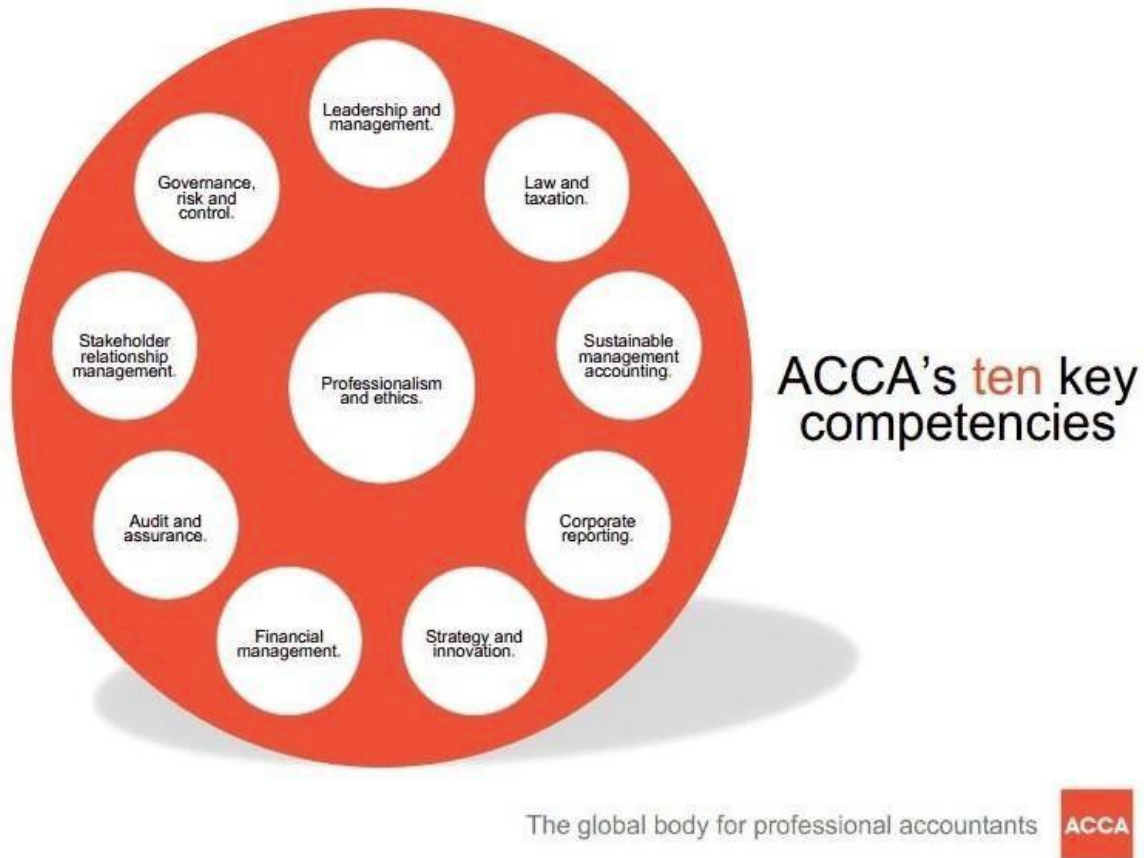 Leadership and
management.
Governance,
risk and
control.
Law and
taxation.
Stakeholder
relationship
management.
Sustainable
management
accounting.
Professionalism
and ethics.
ACCA's ten key
competencies
Audit and
assurance.
Corporate
reporting.
Financial
management.
Strategy and
innovation.
The global body for professional accountants
ACCA